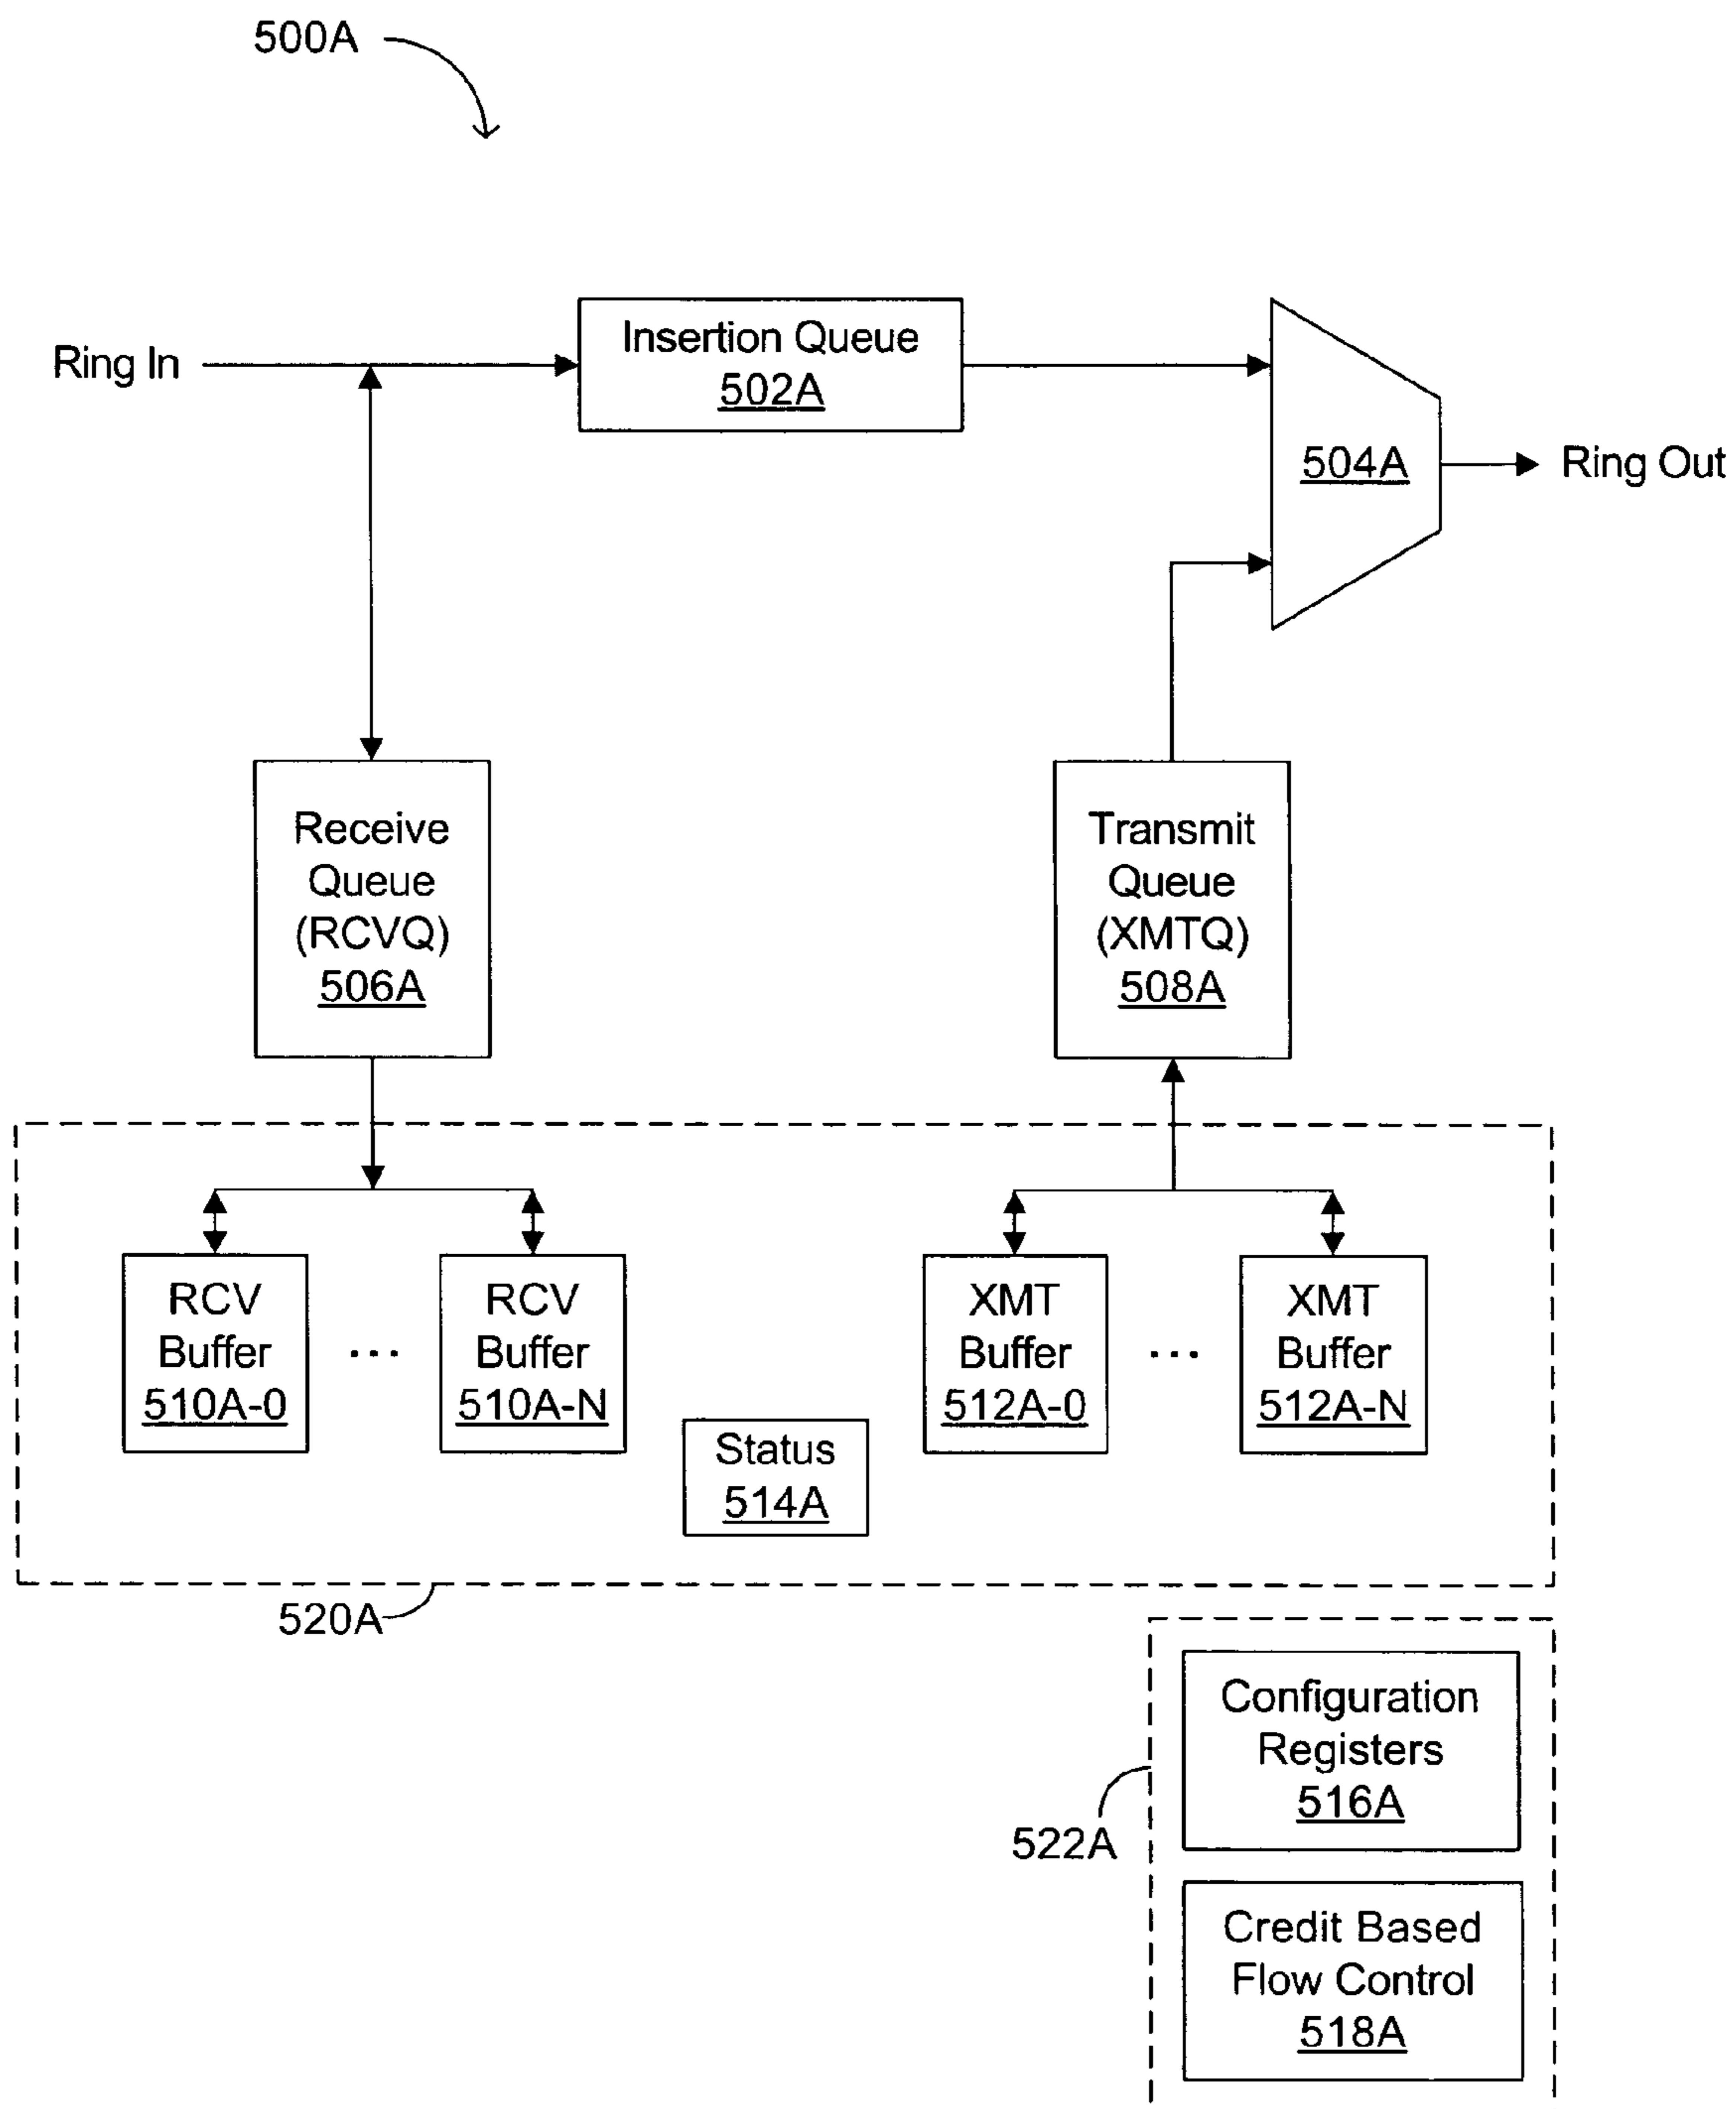 500A
Ring In
Insertion Queue
502A
504A
Ring Out
Receive
Queue
(RCVQ)
506A
Transmit
Queue
(XMTQ)
508A
RCV
Buffer
510A-0
...
RCV
Buffer
510A-N
Status
514A
XMT
Buffer
512A-0
...
XMT
Buffer
512A-N
520A
522A
Configuration
Registers
516A
Credit Based
Flow Control
518A